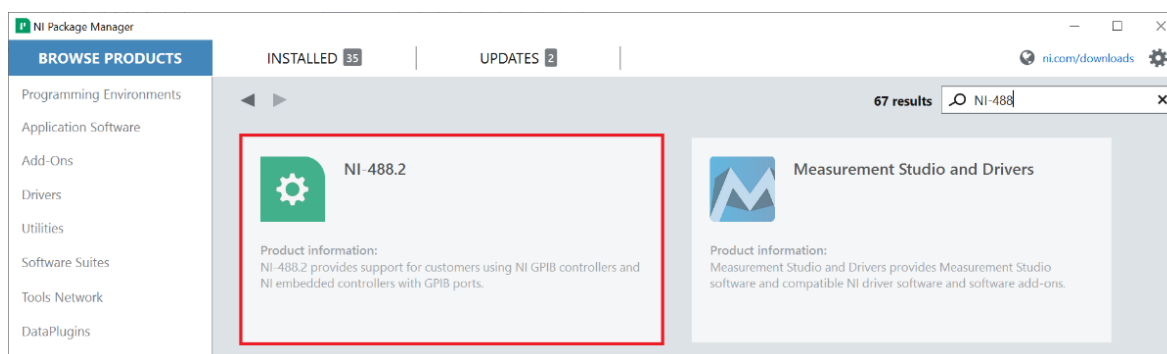 NI Package Manager
BROWSE PRODUCTS
INSTALLED 35
UPDATES 2
ni.com/downloads
Programming Environments
Application Software
Add-Ons
Drivers
Utilities
Software Suites
Tools Network
DataPlugins
67 results
NI-488
NI-488.2
Product information:
NI-488.2 provides support for customers using NI GPIB controllers and
NI embedded controllers with GPIB ports.
Measurement Studio and Drivers
Product information:
Measurement Studio and Drivers provides Measurement Studio
software and compatible NI driver software and software add-ons.